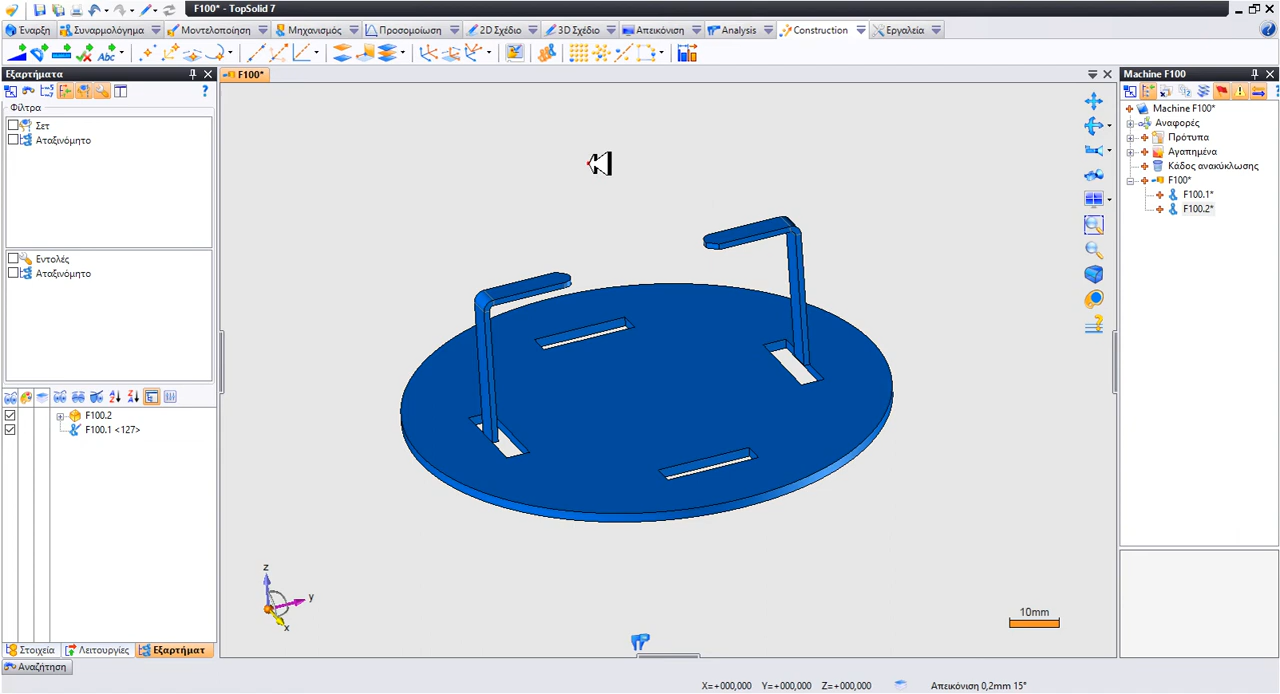 F100* - TopSolid 7
Έναρξη Συναρμολόγημα Μοντελοποίηση Μηχανισμός Προσομοίωση 2D Σχέδιο 3D Σχέδιο Απεικόνιση Analysis Construction Εργαλεία
Abc
Εξαρτήματα
F100*
Machine F100
Φίλτρα
Σετ
Αταξινόμητο
Εντολές
Αταξινόμητο
F100.2
F100.1 <127>
Στοιχεία Λειτουργίες Εξαρτήματ
Αναζήτηση
z
y
x
10mm
Machine F100*
Αναφορές
Πρότυπα
Αγαπημένα
Κάδος ανακύκλωσης
F100*
F100.1*
F100.2*
X=+000,000 Y=+000,000 Z=+000,000 Απεικόνιση 0,2mm 15°